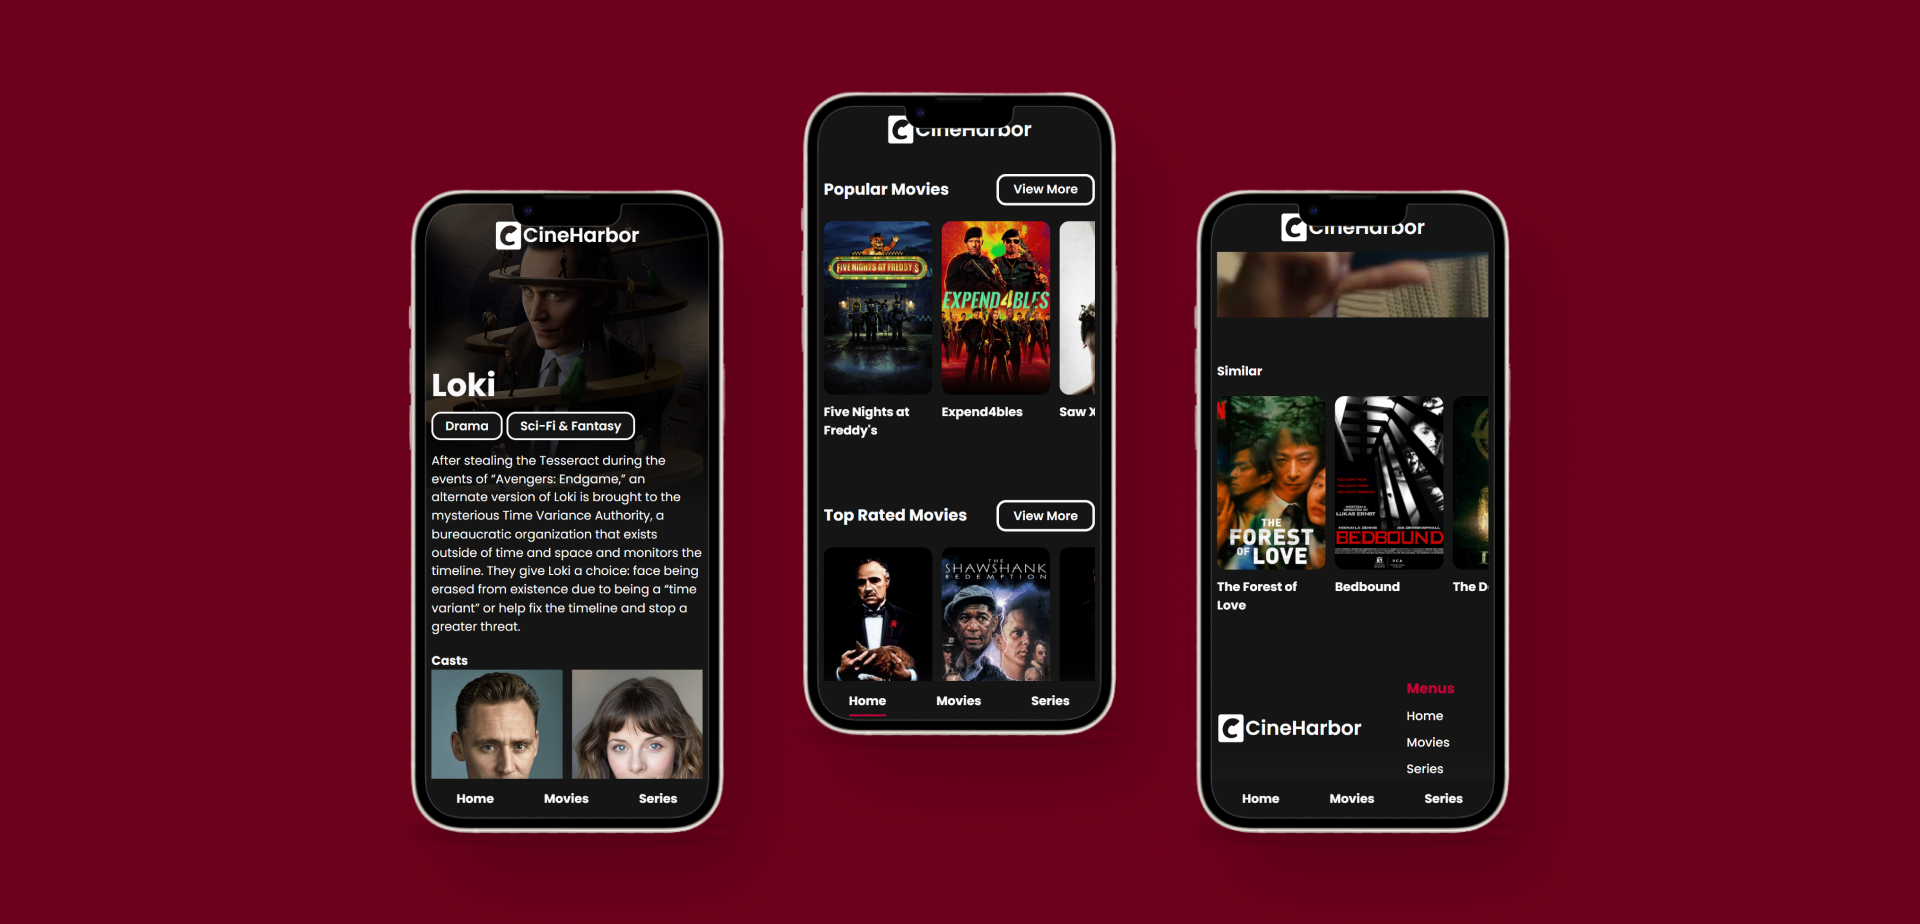 CineHarbor
Loki
Drama
Sci-Fi & Fantasy
After stealing the Tesseract during the
events of “Avengers: Endgame,” an
alternate version of Loki is brought to the
mysterious Time Variance Authority, a
bureaucratic organization that exists
outside of time and space and monitors the
timeline. They give Loki a choice: face being
erased from existence due to being a “time
variant” or help fix the timeline and stop a
greater threat.
Casts
Home Movies Series
CineHarbor
Popular Movies
View More
FIVE NIGHTS AT FREDDY'S
EXPEND4BLES
Five Nights at
Freddy's
Expend4bles
Saw X
Top Rated Movies
View More
THE
SHAWSHANK
REDEMPTION
Home Movies Series
CineHarbor
Similar
N
THE
FOREST
OF LOVE
WRITTEN &
LUKAS ERNST
BEDBOUND
The Forest of
Love
Bedbound
The D
CineHarbor
Menus
Home
Movies
Series
Home Movies Series